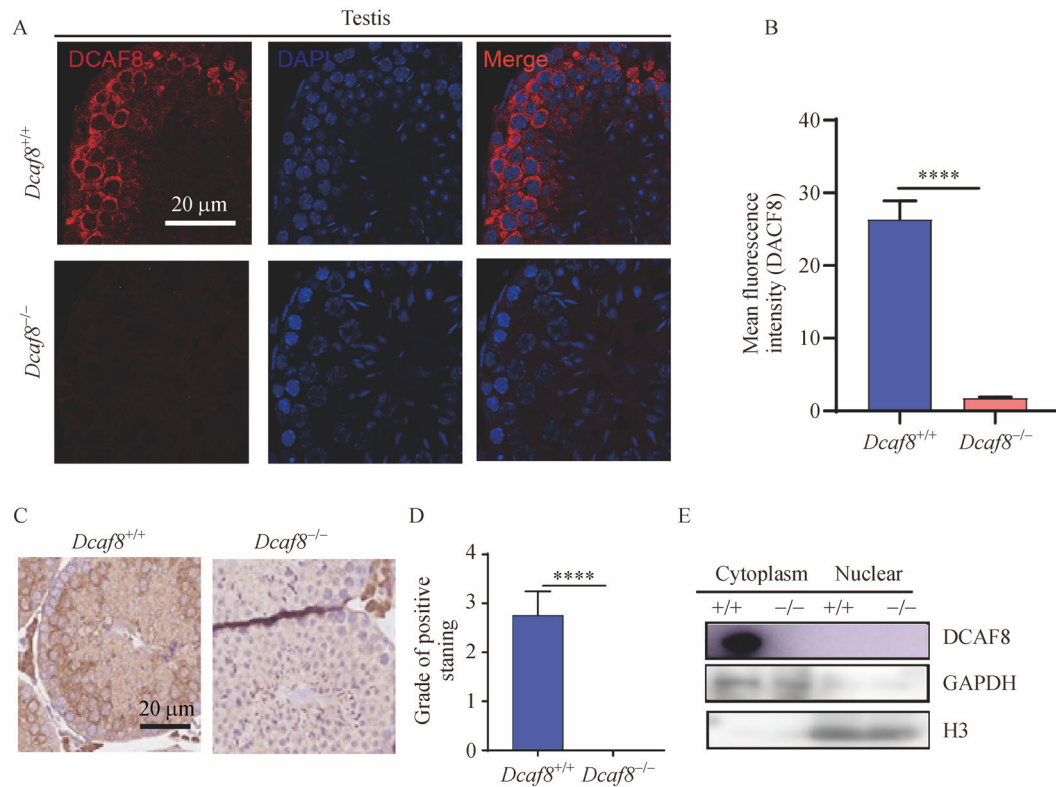 Testis
A
DCAF8
DAPI
Merge
Dcaf8+/+
20 μm
Dcaf8−/−
B
40
30
20
10
0
Mean fluorescence
intensity (DACF8)
****
Dcaf8+/+
Dcaf8−/−
C
Dcaf8+/+
Dcaf8−/−
20 μm
D
4
3
2
1
0
Grade of positive
staning
****
Dcaf8+/+ Dcaf8−/−
E
Cytoplasm Nuclear
+/+ −/− +/+ −/−
DCAF8
GAPDH
H3